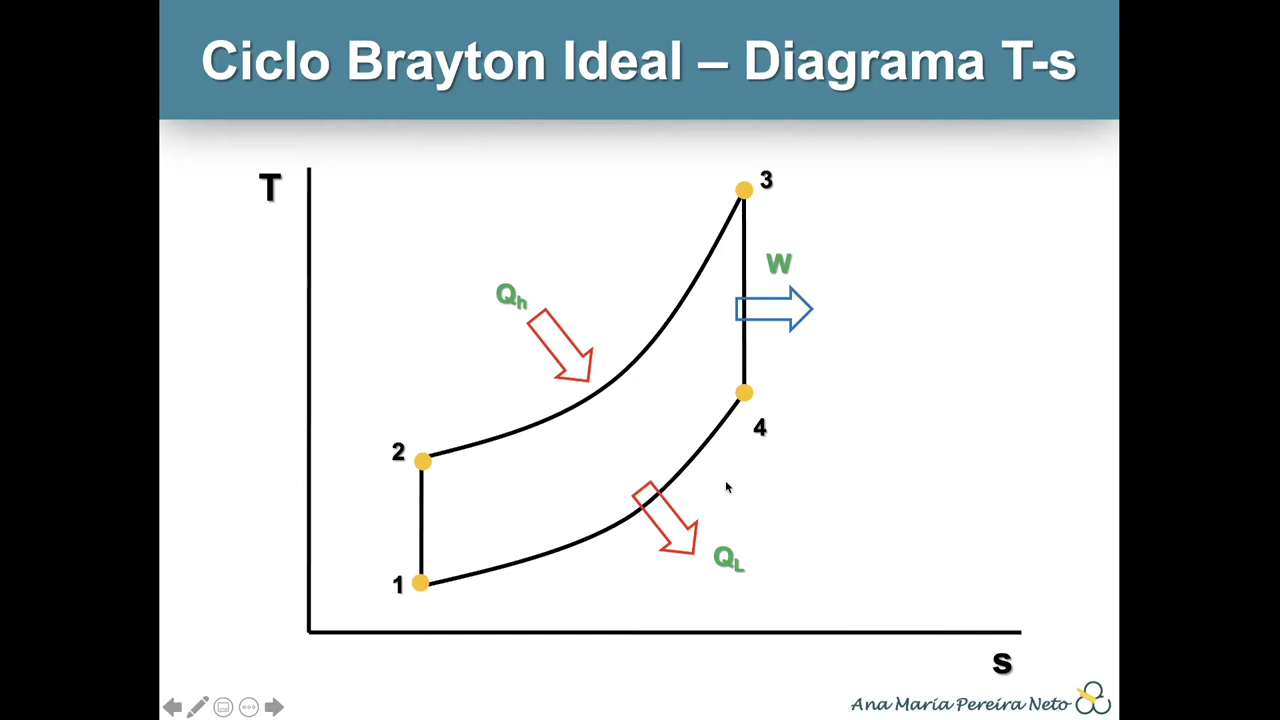 Ciclo Brayton Ideal – Diagrama T-s
T
3
W
Qh
2
4
1
QL
s
Ana Maria Pereira Neto